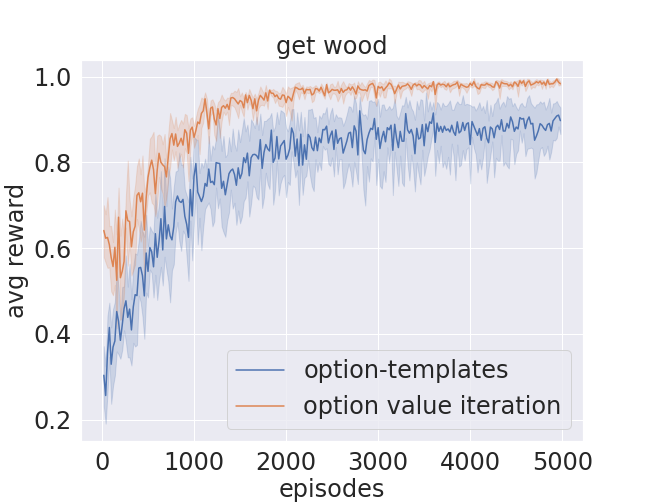 get wood
avg reward
1.0
0.8
0.6
0.4
0.2
option-templates
option value iteration
0 1000 2000 3000 4000 5000
episodes